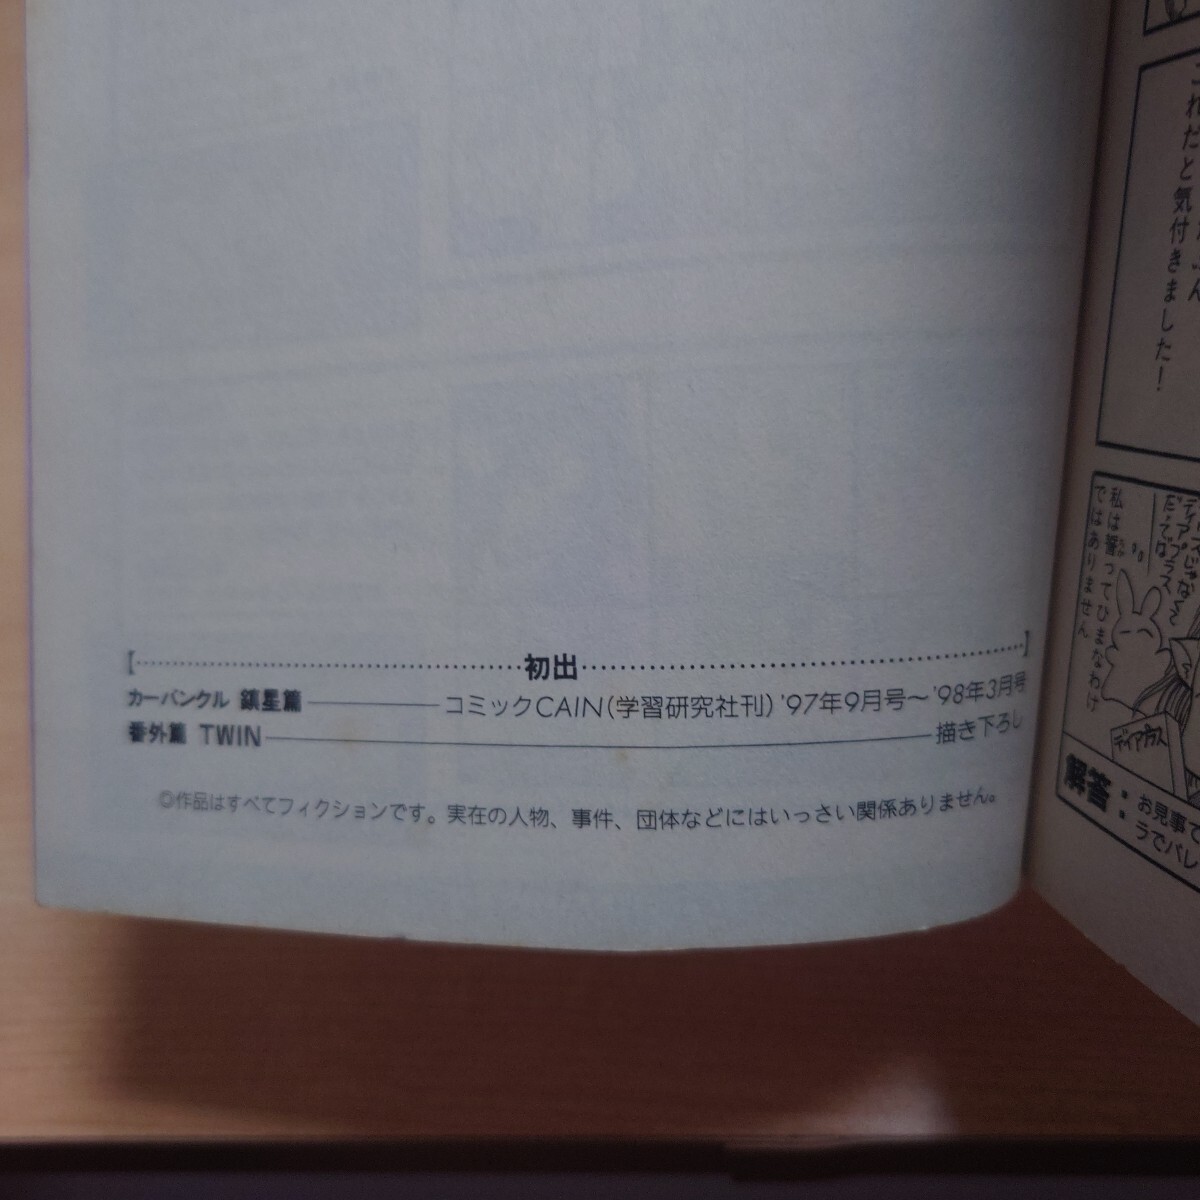 【‥‥‥初出‥‥‥】
カーバンクル 鎮星篇───コミックCAIN(学習研究社刊) '97年9月号～'98年3月号
番外篇 TWIN───描き下ろし
◎作品はすべてフィクションです。実在の人物、事件、団体などにはいっさい関係ありません。
れだと気付きました!
私は誓ってひまなわけ
ではありません
解答:お見事で